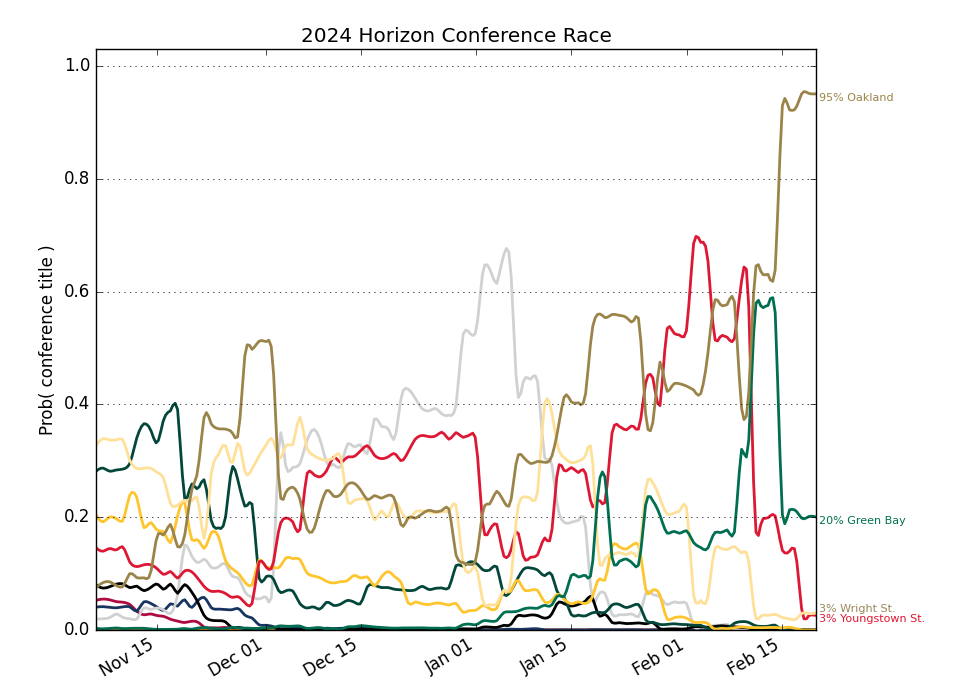 2024 Horizon Conference Race
Prob( conference title )
1.0
0.8
0.6
0.4
0.2
0.0
95% Oakland
20% Green Bay
3% Wright St.
3% Youngstown St.
Nov 15
Dec 01
Dec 15
Jan 01
Jan 15
Feb 01
Feb 15